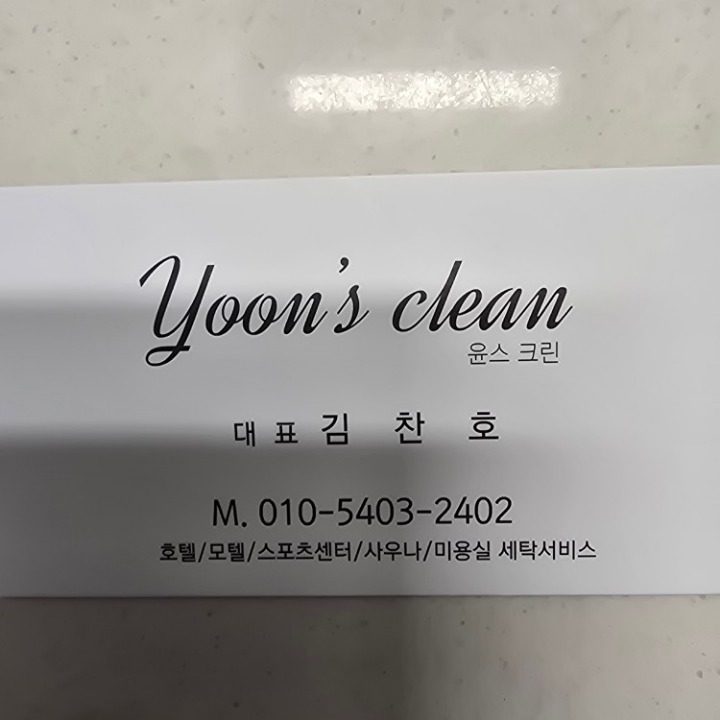 Yoon's clean
윤스 크린
대 표 김 찬 호
M. 010-5403-2402
호텔/모텔/스포츠센터/사우나/미용실 세탁서비스